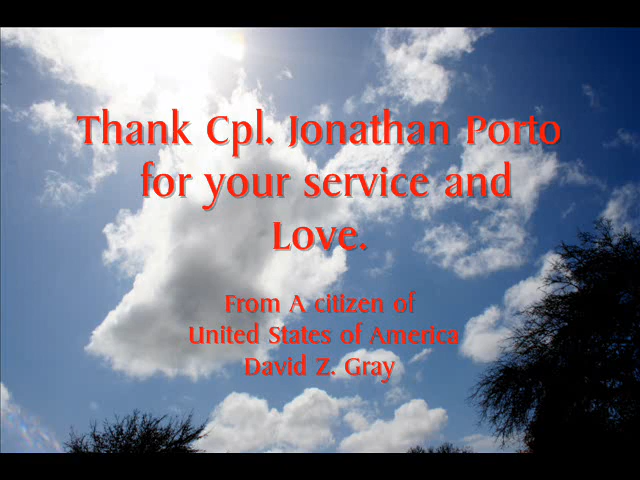 Thank Cpl. Jonathan Porto
for your service and
Love.
From A citizen of
United States of America
David Z. Gray